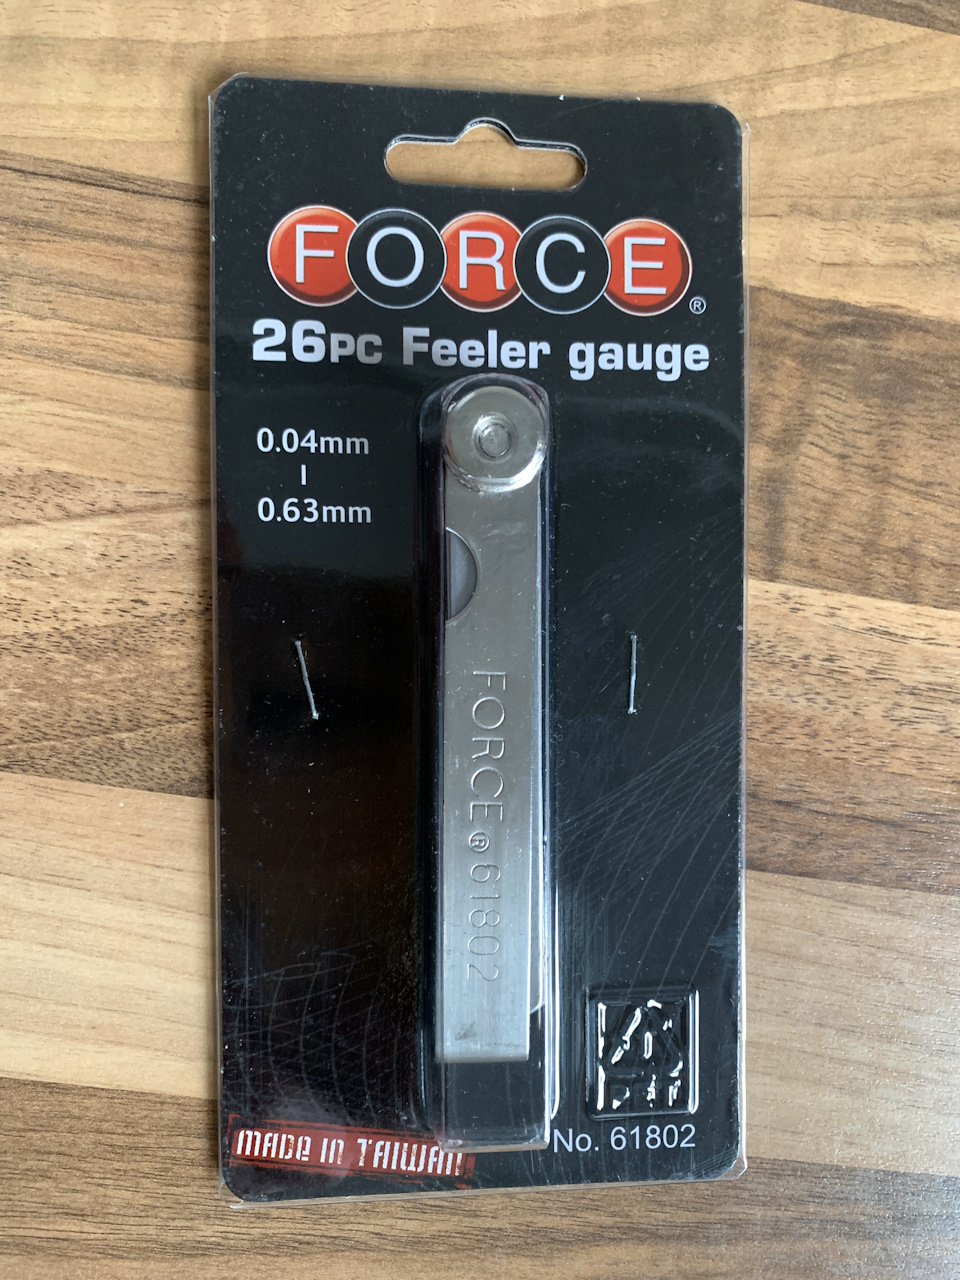 FORCE®
26PC Feeler gauge
0.04mm
0.63mm
FORCE® 61802
No. 61802
MADE IN TAIWAN